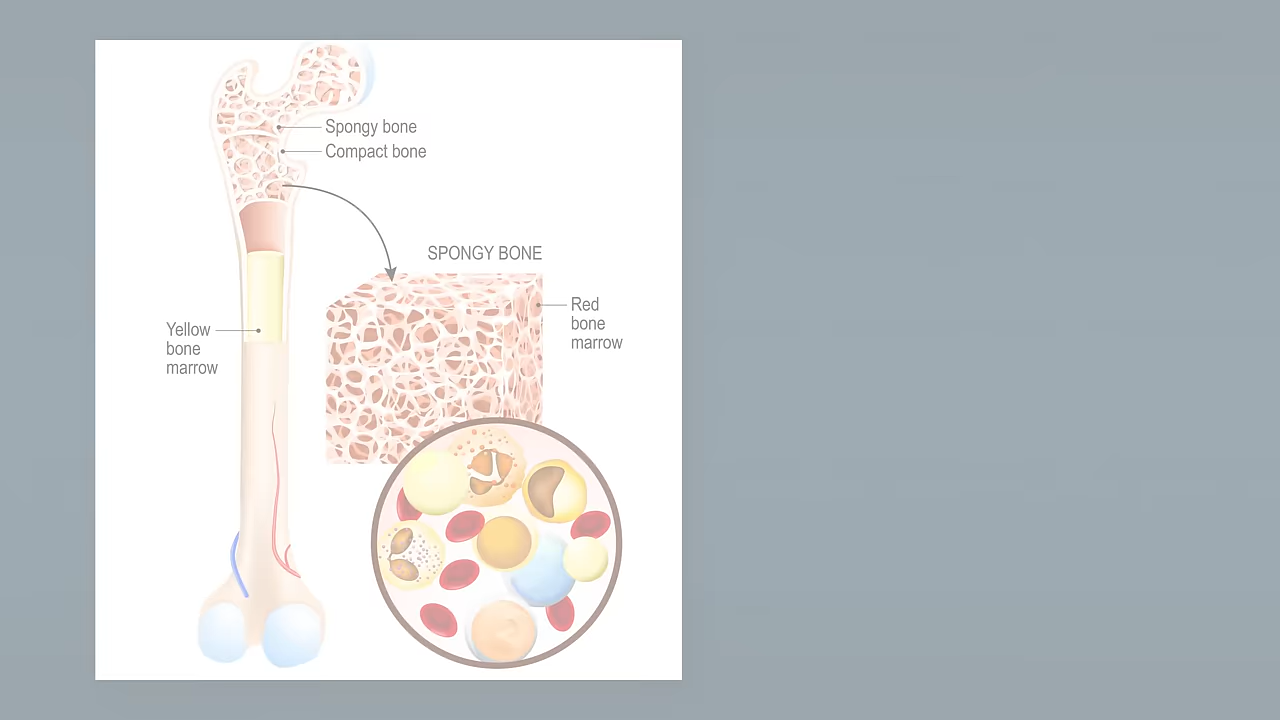 Spongy bone
Compact bone
SPONGY BONE
Red
bone
marrow
Yellow
bone
marrow